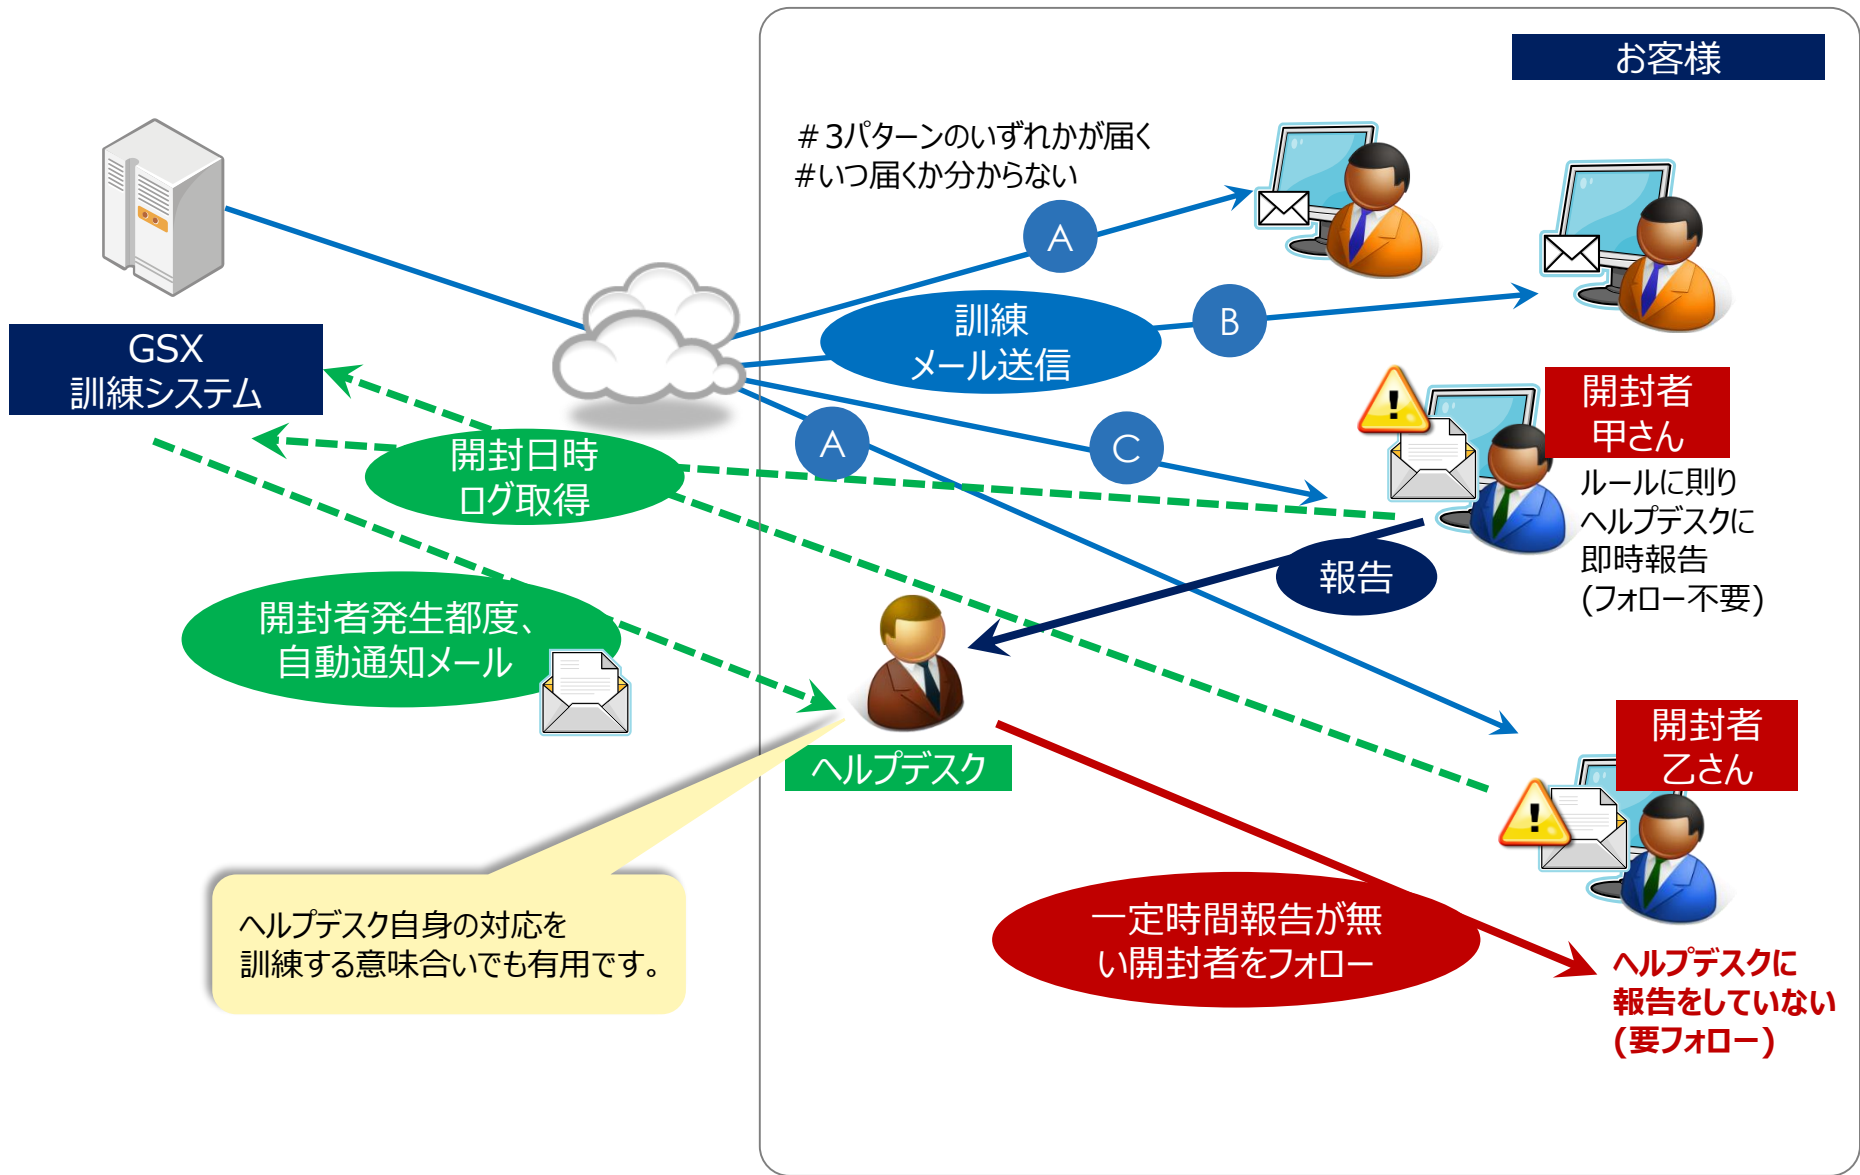 お客様
＃3パターンのいずれかが届く
＃いつ届くか分からない
A
B
訓練
メール送信
GSX
訓練システム
A
C
開封者
甲さん
開封日時
ログ取得
ルールに則り
ヘルプデスクに
即時報告
(フォロー不要)
報告
開封者発生都度、
自動通知メール
ヘルプデスク
開封者
乙さん
ヘルプデスク自身の対応を
訓練する意味合いでも有用です。
一定時間報告が無
い開封者をフォロー
ヘルプデスクに
報告をしていない
(要フォロー)